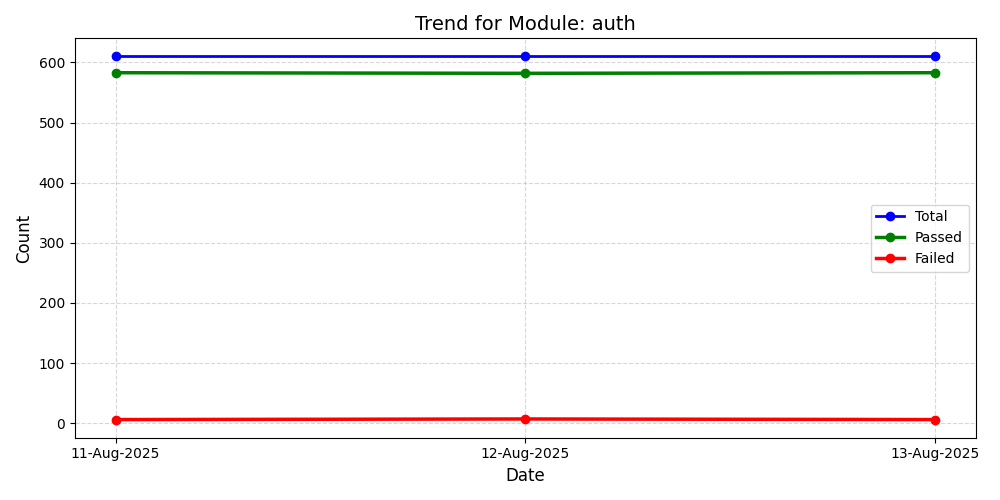 Trend for Module: auth
Count
600
500
400
300
200
100
0
Total
Passed
Failed
11-Aug-2025
12-Aug-2025
13-Aug-2025
Date